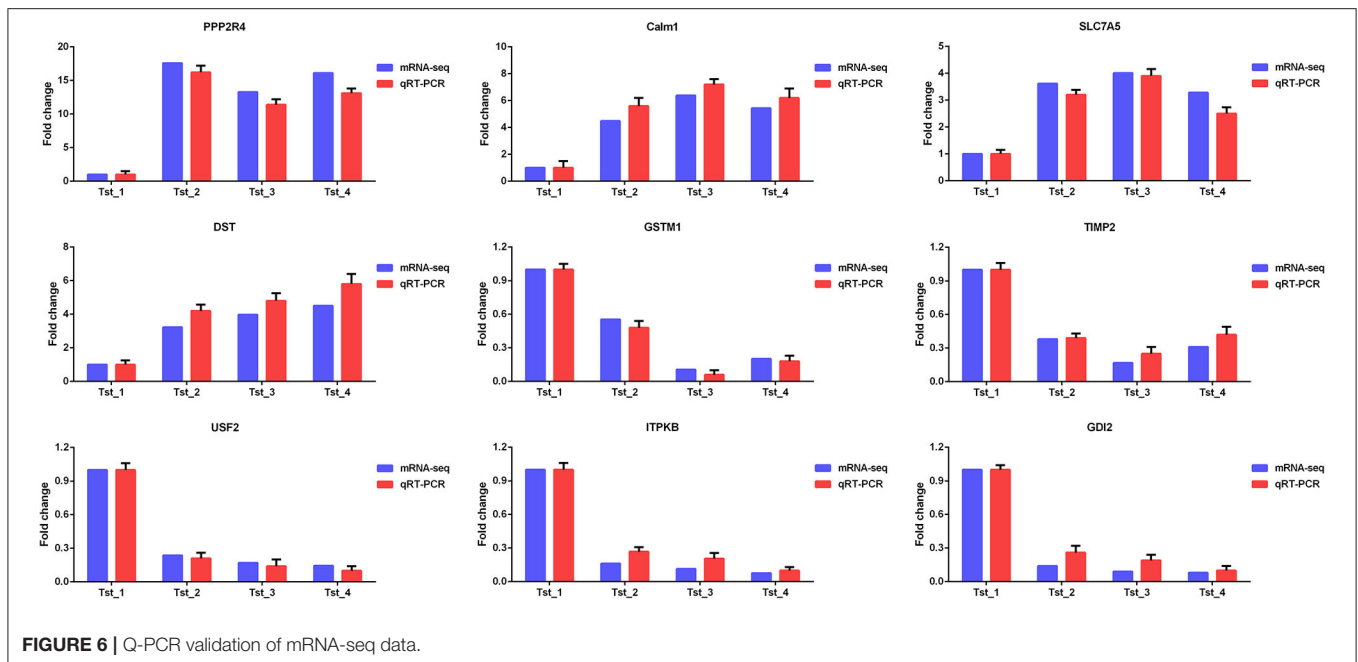 PPP2R4
Fold change
20
15
10
5
0
Tst_1 Tst_2 Tst_3 Tst_4
mRNA-seq
qRT-PCR
Calm1
Fold change
10
8
6
4
2
0
Tst_1 Tst_2 Tst_3 Tst_4
mRNA-seq
qRT-PCR
SLC7A5
Fold change
5
4
3
2
1
0
Tst_1 Tst_2 Tst_3 Tst_4
mRNA-seq
qRT-PCR
DST
Fold change
8
6
4
2
0
Tst_1 Tst_2 Tst_3 Tst_4
mRNA-seq
qRT-PCR
GSTM1
Fold change
1.2
0.9
0.6
0.3
0.0
Tst_1 Tst_2 Tst_3 Tst_4
mRNA-seq
qRT-PCR
TIMP2
Fold change
1.2
0.9
0.6
0.3
0.0
Tst_1 Tst_2 Tst_3 Tst_4
mRNA-seq
qRT-PCR
USF2
Fold change
1.2
0.9
0.6
0.3
0.0
Tst_1 Tst_2 Tst_3 Tst_4
mRNA-seq
qRT-PCR
ITPKB
Fold change
1.2
0.9
0.6
0.3
0.0
Tst_1 Tst_2 Tst_3 Tst_4
mRNA-seq
qRT-PCR
GDI2
Fold change
1.2
0.9
0.6
0.3
0.0
Tst_1 Tst_2 Tst_3 Tst_4
mRNA-seq
qRT-PCR
FIGURE 6 | Q-PCR validation of mRNA-seq data.